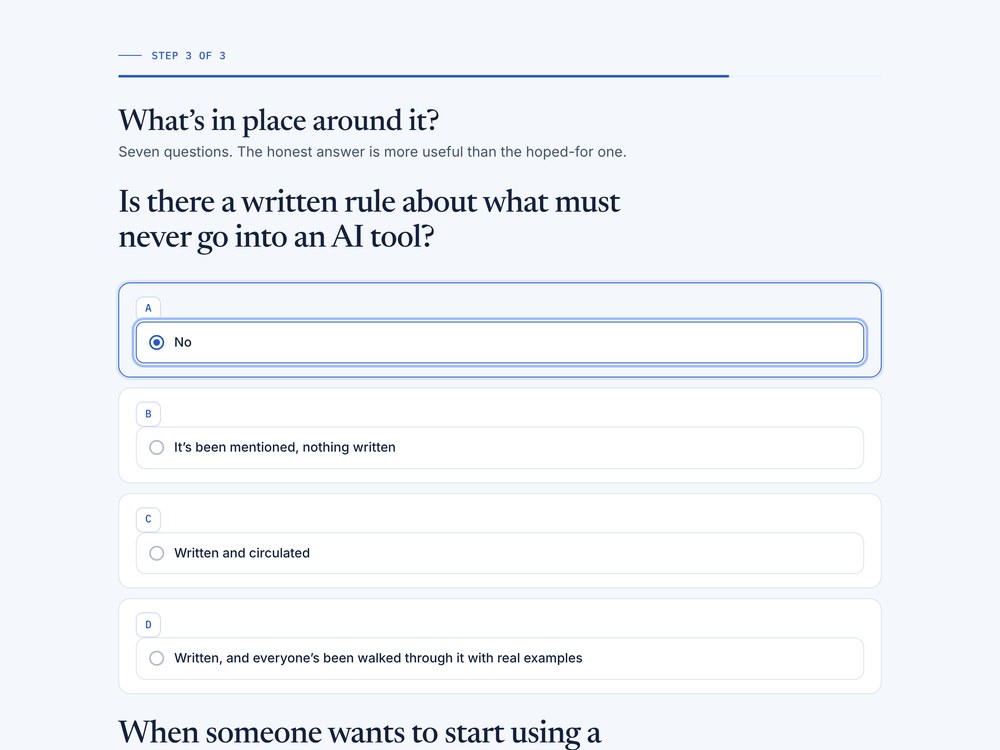 STEP 3 OF 3
What’s in place around it?
Seven questions. The honest answer is more useful than the hoped-for one.
Is there a written rule about what must
never go into an AI tool?
A
No
B
It’s been mentioned, nothing written
C
Written and circulated
D
Written, and everyone’s been walked through it with real examples
When someone wants to start using a